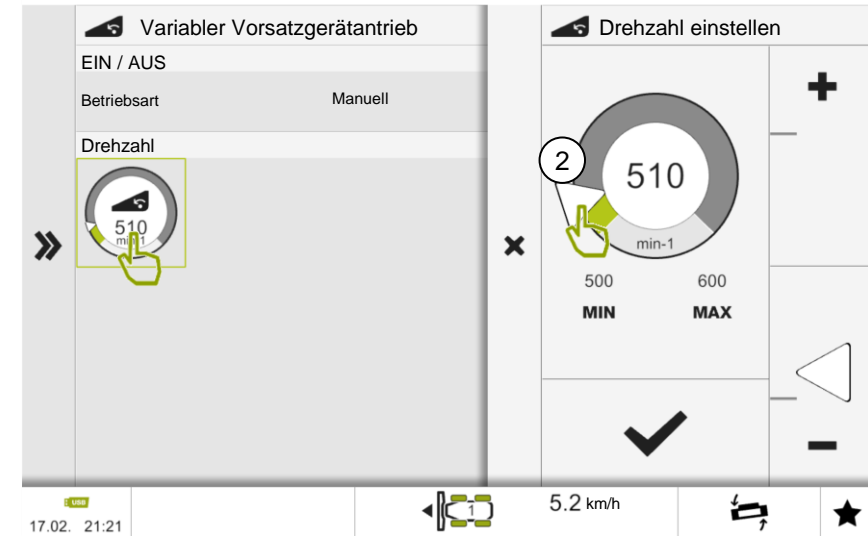 Variabler Vorsatzgerätantrieb
EIN / AUS
Betriebsart Manuell
Drehzahl
510
min-1
Drehzahl einstellen
2
510
min-1
500 600
MIN MAX
USB
17.02. 21:21
1
5.2 km/h